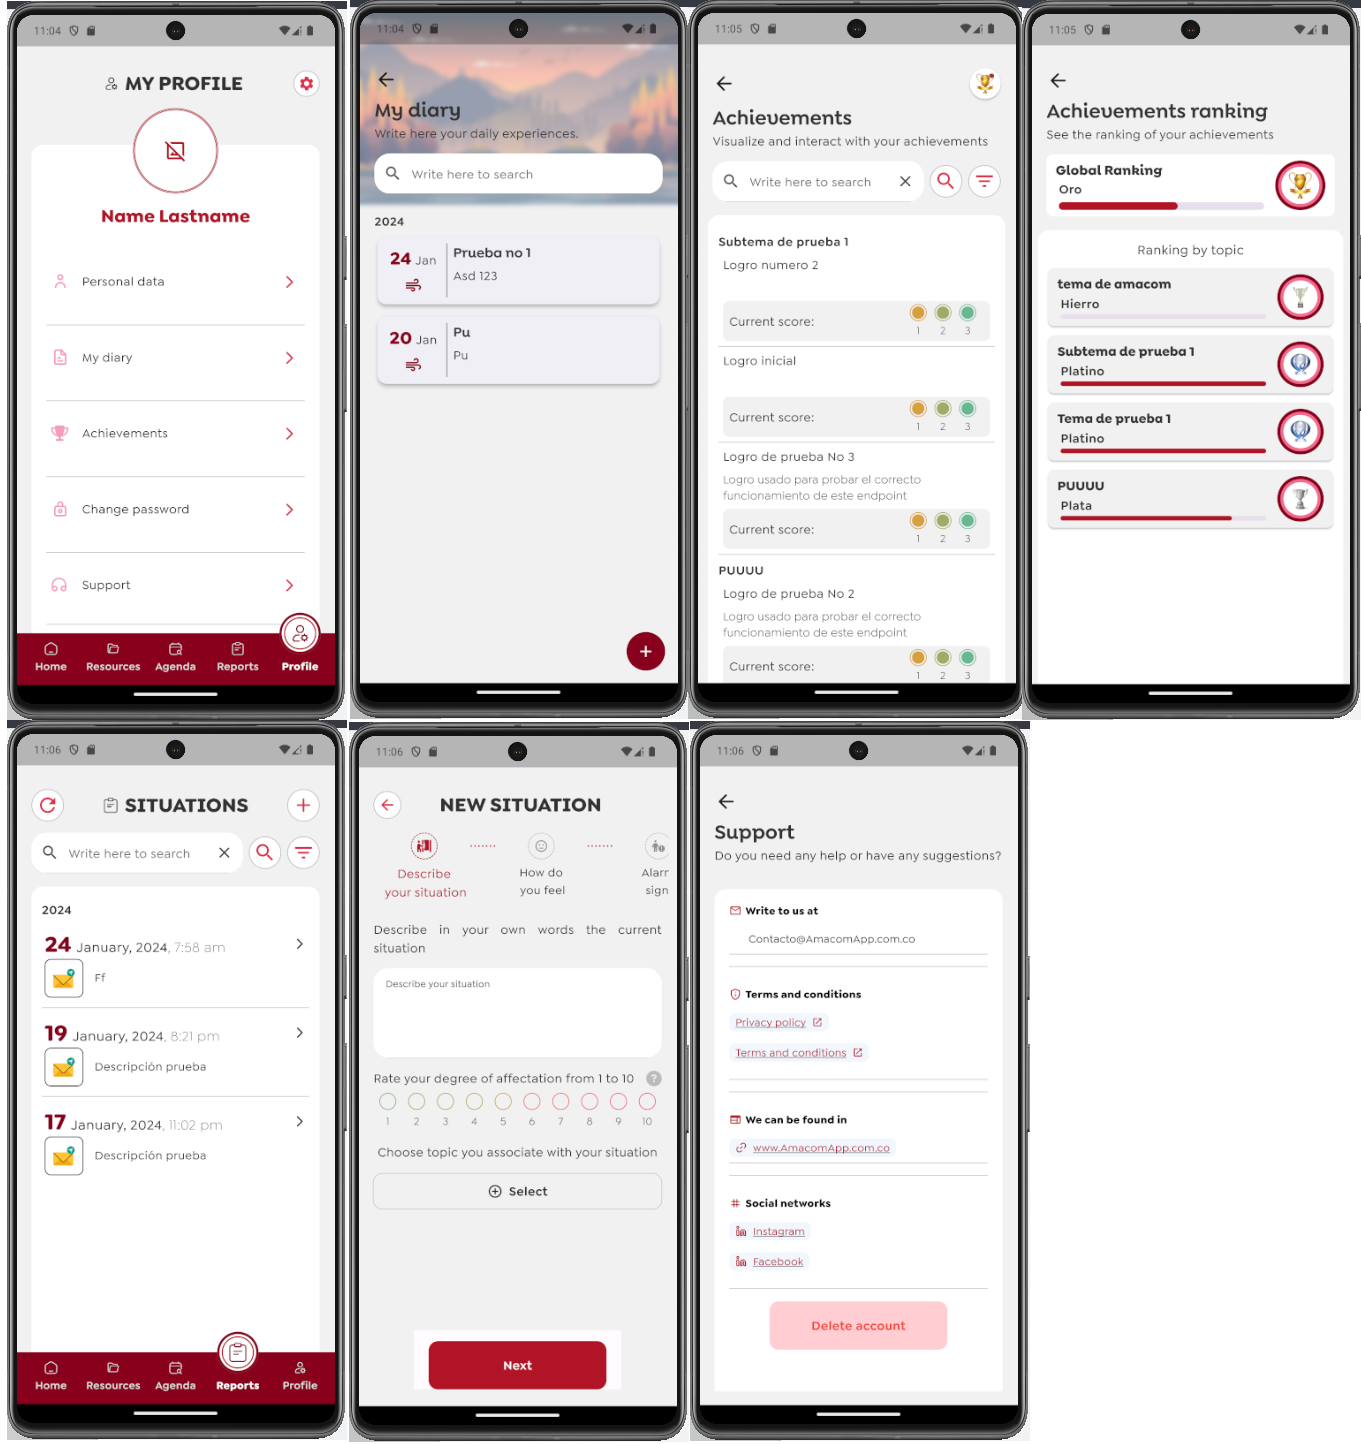 11:04
MY PROFILE
Name Lastname
Personal data
My diary
Achievements
Change password
Support
Home Resources Agenda Reports Profile
11:04
My diary
Write here your daily experiences.
Write here to search
2024
24 Jan
Prueba no 1
Asd 123
20 Jan
Pu
Pu
+
11:05
Achievements
Visualize and interact with your achievements
Write here to search
Subtema de prueba 1
Logro numero 2
Current score:
1 2 3
Logro inicial
Current score:
1 2 3
Logro de prueba No 3
Logro usado para probar el correcto
funcionamiento de este endpoint
Current score:
1 2 3
PUUUU
Logro de prueba No 2
Logro usado para probar el correcto
funcionamiento de este endpoint
Current score:
1 2 3
11:05
Achievements ranking
See the ranking of your achievements
Global Ranking
Oro
Ranking by topic
tema de amacom
Hierro
Subtema de prueba 1
Platino
Tema de prueba 1
Platino
PUUUU
Plata
11:06
SITUATIONS
Write here to search
2024
24 January, 2024, 7:58 am
Ff
19 January, 2024, 8:21 pm
Descripción prueba
17 January, 2024, 11:02 pm
Descripción prueba
Home Resources Agenda Reports Profile
11:06
NEW SITUATION
Describe
your situation
How do
you feel
Alarm
sign
Describe in your own words the current
situation
Describe your situation
Rate your degree of affectation from 1 to 10 ?
1 2 3 4 5 6 7 8 9 10
Choose topic you associate with your situation
Select
Next
11:06
Support
Do you need any help or have any suggestions?
Write to us at
Contacto@AmacomApp.com.co
Terms and conditions
Privacy policy
Terms and conditions
We can be found in
www.AmacomApp.com.co
# Social networks
in Instagram
in Facebook
Delete account